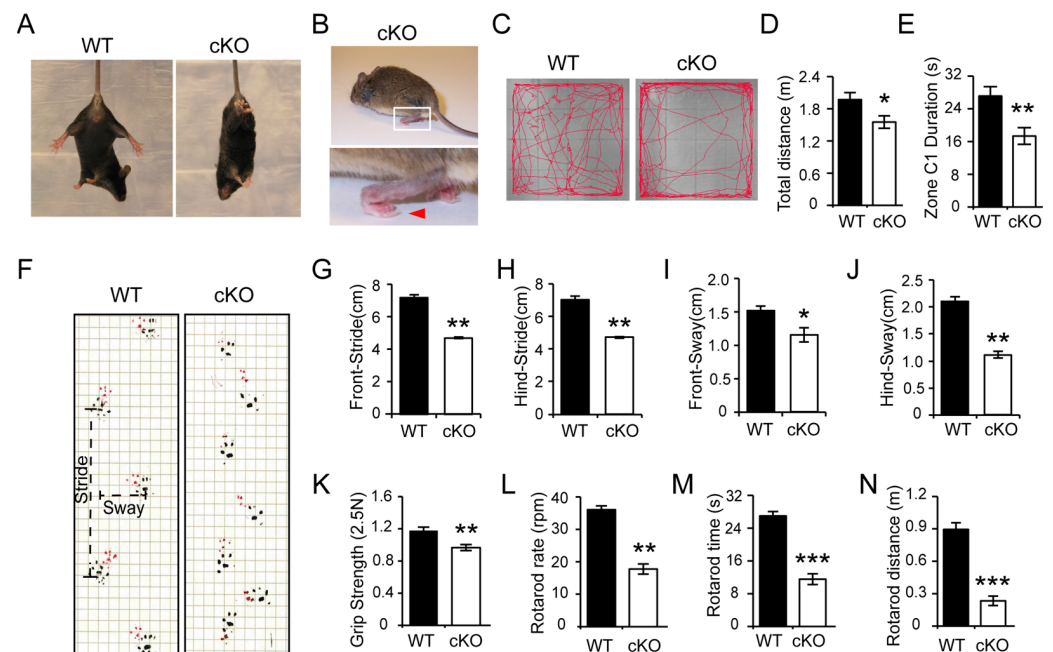 A
WT
cKO
B
cKO
C
WT
cKO
D
Total distance (m)
2.4
1.8
1.2
0.6
0
*
WT cKO
E
Zone C1 Duration (s)
32
24
16
8
0
**
WT cKO
F
WT
cKO
Stride
Sway
G
Front-Stride(cm)
8
6
4
2
0
**
WT cKO
H
Hind-Stride(cm)
8
6
4
2
0
**
WT cKO
I
Front-Sway(cm)
2.0
1.5
1.0
0.5
0
*
WT cKO
J
Hind-Sway(cm)
2.5
2.0
1.5
1.0
0.5
0
**
WT cKO
K
Grip Strength (2.5N)
1.6
1.2
0.8
0.4
0
**
WT cKO
L
Rotarod rate (rpm)
40
30
20
10
0
**
WT cKO
M
Rotarod time (s)
32
24
16
8
0
***
WT cKO
N
Rotarod distance (m)
1.2
0.9
0.6
0.3
0
***
WT cKO